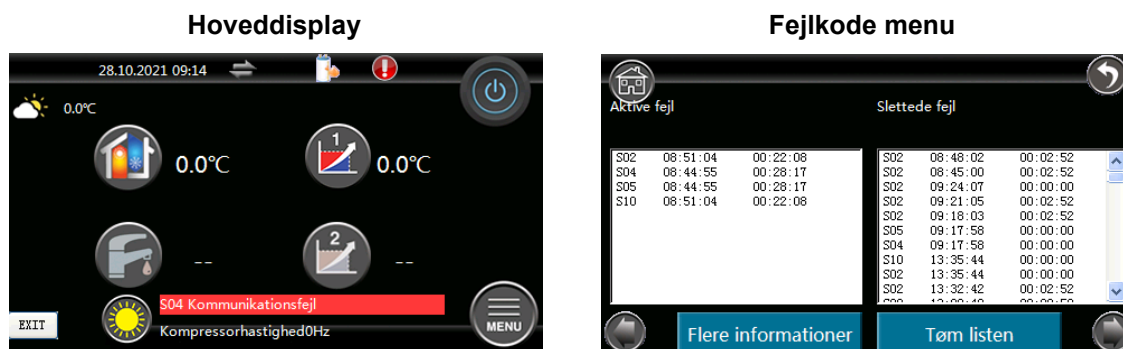 Hoveddisplay
28.10.2021 09:14
0.0℃
0.0℃
1
0.0℃
--
2
--
S04 Kommunikationsfejl
Kompressorhastighed0Hz
EXIT
MENU
Fejlkode menu
Aktive fejl
Slettede fejl
S02 08:51:04 00:22:08
S04 08:44:55 00:28:17
S05 08:44:55 00:28:17
S10 08:51:04 00:22:08
S02 08:48:02 00:02:52
S02 08:45:00 00:02:52
S02 09:24:07 00:00:00
S02 09:21:05 00:02:52
S02 09:18:03 00:02:52
S05 09:17:58 00:00:00
S04 09:17:58 00:00:00
S10 13:35:44 00:00:00
S02 13:35:44 00:00:00
S02 13:32:42 00:02:52
Flere informationer
Tøm listen